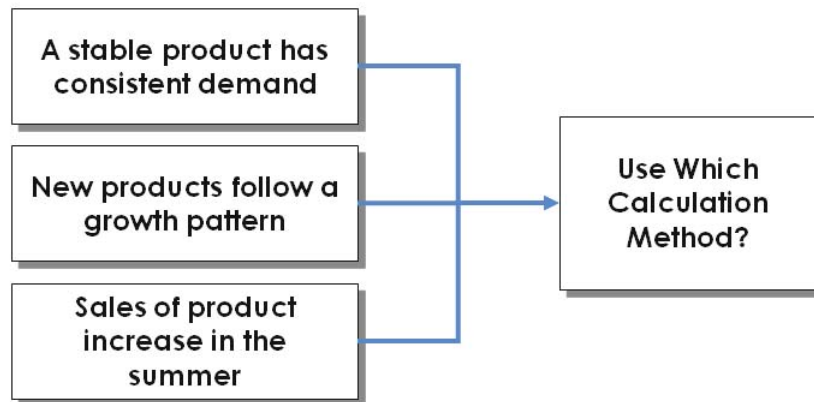 A stable product has
consistent demand
New products follow a
growth pattern
Sales of product
increase in the
summer
Use Which
Calculation
Method?